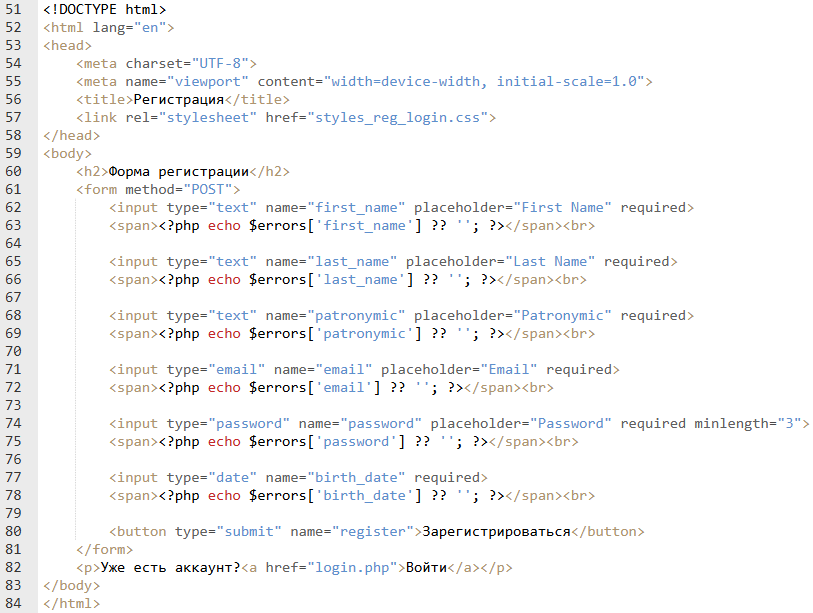 51 <!DOCTYPE html>
52 <html lang="en">
53 <head>
54     <meta charset="UTF-8">
55     <meta name="viewport" content="width=device-width, initial-scale=1.0">
56     <title>Регистрация</title>
57     <link rel="stylesheet" href="styles_reg_login.css">
58 </head>
59 <body>
60     <h2>Форма регистрации</h2>
61     <form method="POST">
62         <input type="text" name="first_name" placeholder="First Name" required>
63         <span><?php echo $errors['first_name'] ?? ''; ?></span><br>
64
65         <input type="text" name="last_name" placeholder="Last Name" required>
66         <span><?php echo $errors['last_name'] ?? ''; ?></span><br>
67
68         <input type="text" name="patronymic" placeholder="Patronymic" required>
69         <span><?php echo $errors['patronymic'] ?? ''; ?></span><br>
70
71         <input type="email" name="email" placeholder="Email" required>
72         <span><?php echo $errors['email'] ?? ''; ?></span><br>
73
74         <input type="password" name="password" placeholder="Password" required minlength="3">
75         <span><?php echo $errors['password'] ?? ''; ?></span><br>
76
77         <input type="date" name="birth_date" required>
78         <span><?php echo $errors['birth_date'] ?? ''; ?></span><br>
79
80         <button type="submit" name="register">Зарегистрироваться</button>
81     </form>
82     <p>Уже есть аккаунт?<a href="login.php">Войти</a></p>
83 </body>
84 </html>